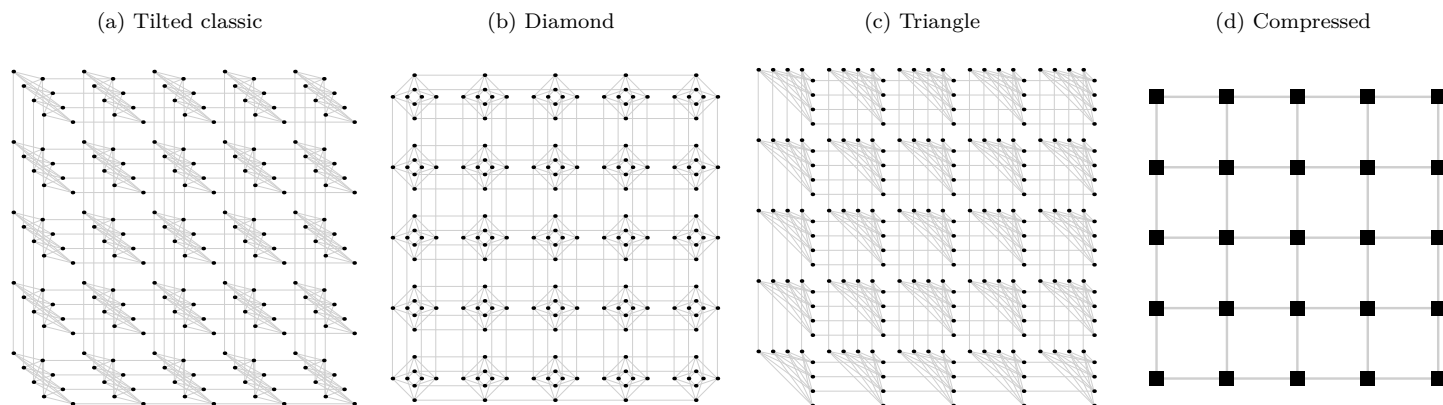 (a) Tilted classic
(b) Diamond
(c) Triangle
(d) Compressed